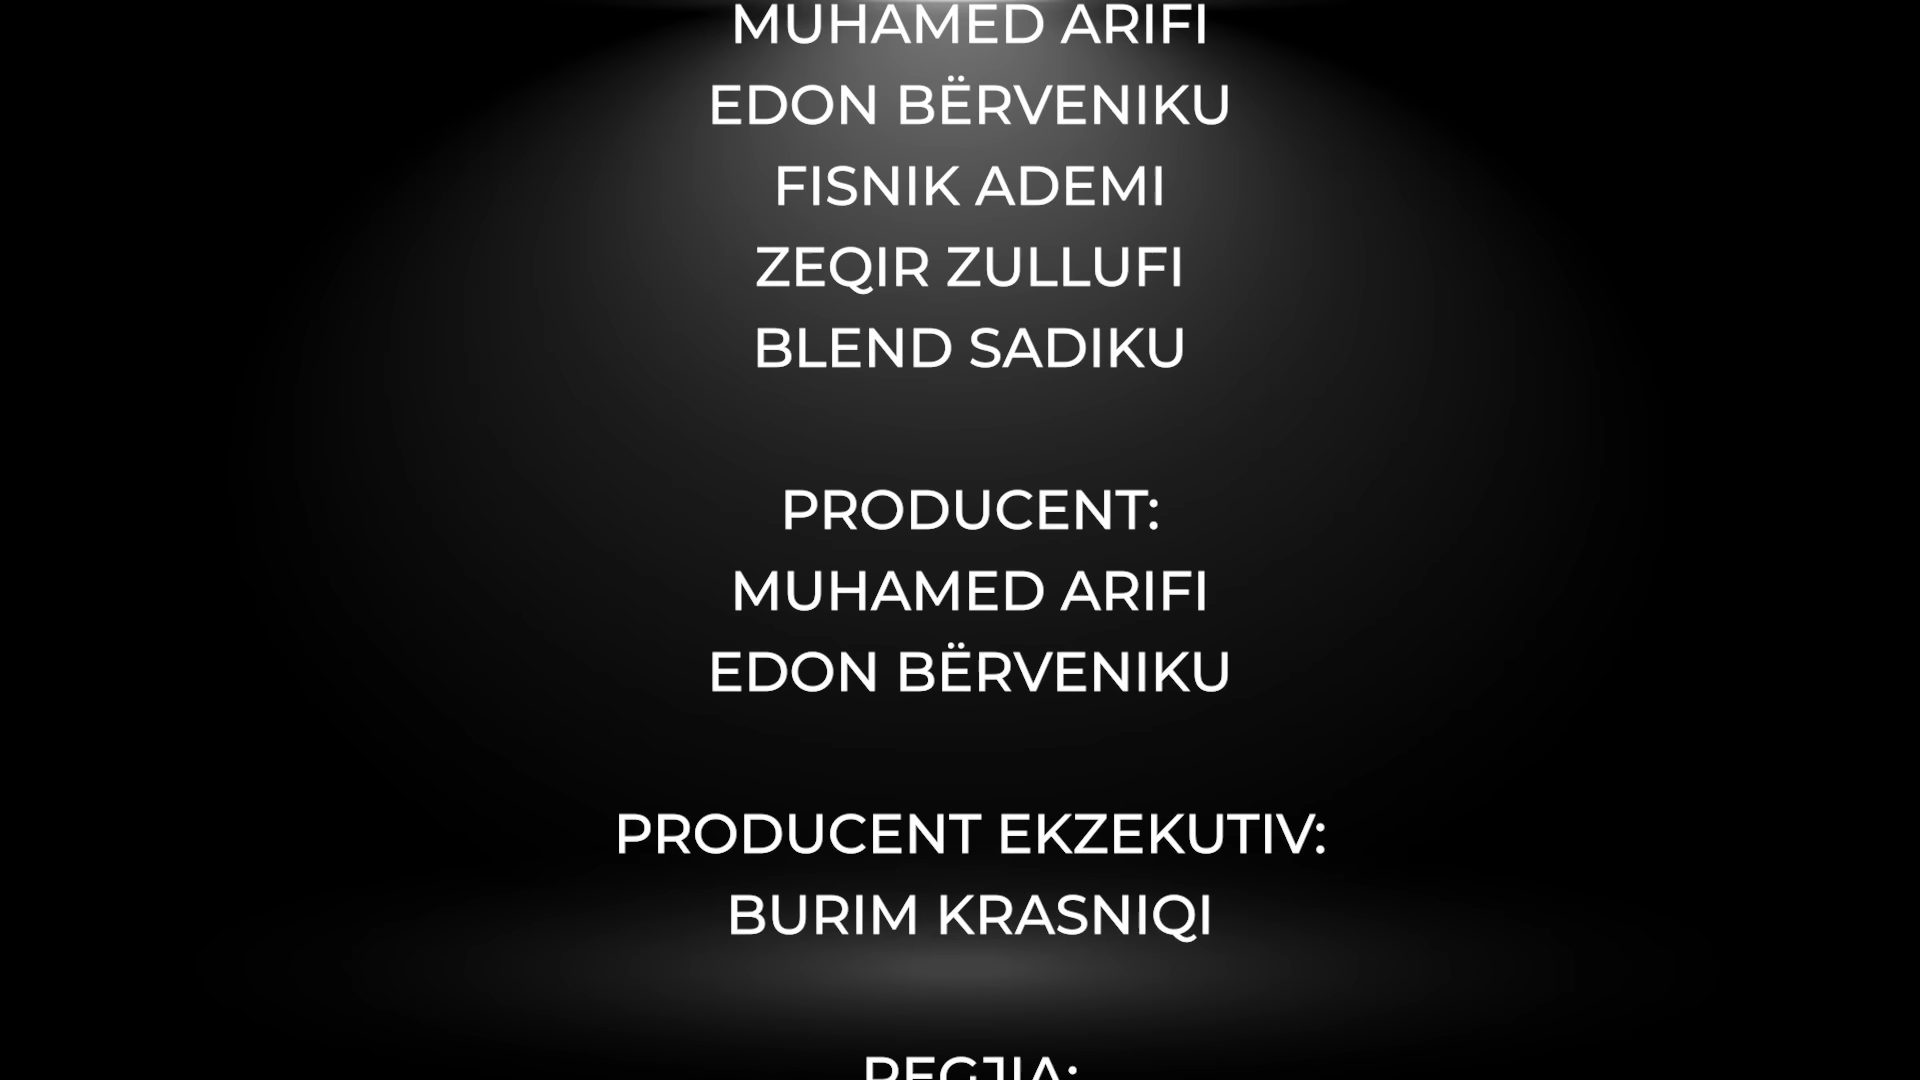 MUHAMED ARIFI
EDON BËRVENIKU
FISNIK ADEMI
ZEQIR ZULLUFI
BLEND SADIKU
PRODUCENT:
MUHAMED ARIFI
EDON BËRVENIKU
PRODUCENT EKZEKUTIV:
BURIM KRASNIQI
REGJIA: